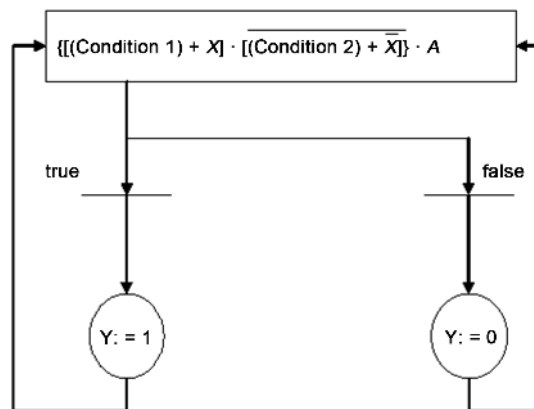 {[(Condition 1) + X] · [(Condition 2) + X̅]} · A
true
false
Y: = 1
Y: = 0